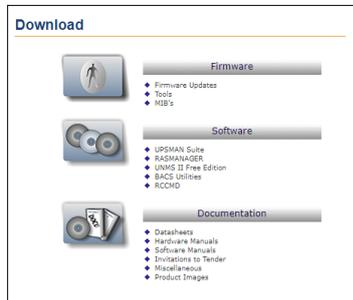 Download
Firmware
Firmware Updates
Tools
MIB's
Software
UPSMAN Suite
RASMANAGER
UNMS II Free Edition
BACS Utilities
RCCMD
Documentation
Datasheets
Hardware Manuals
Software Manuals
Invitations to Tender
Miscellaneous
Product Images